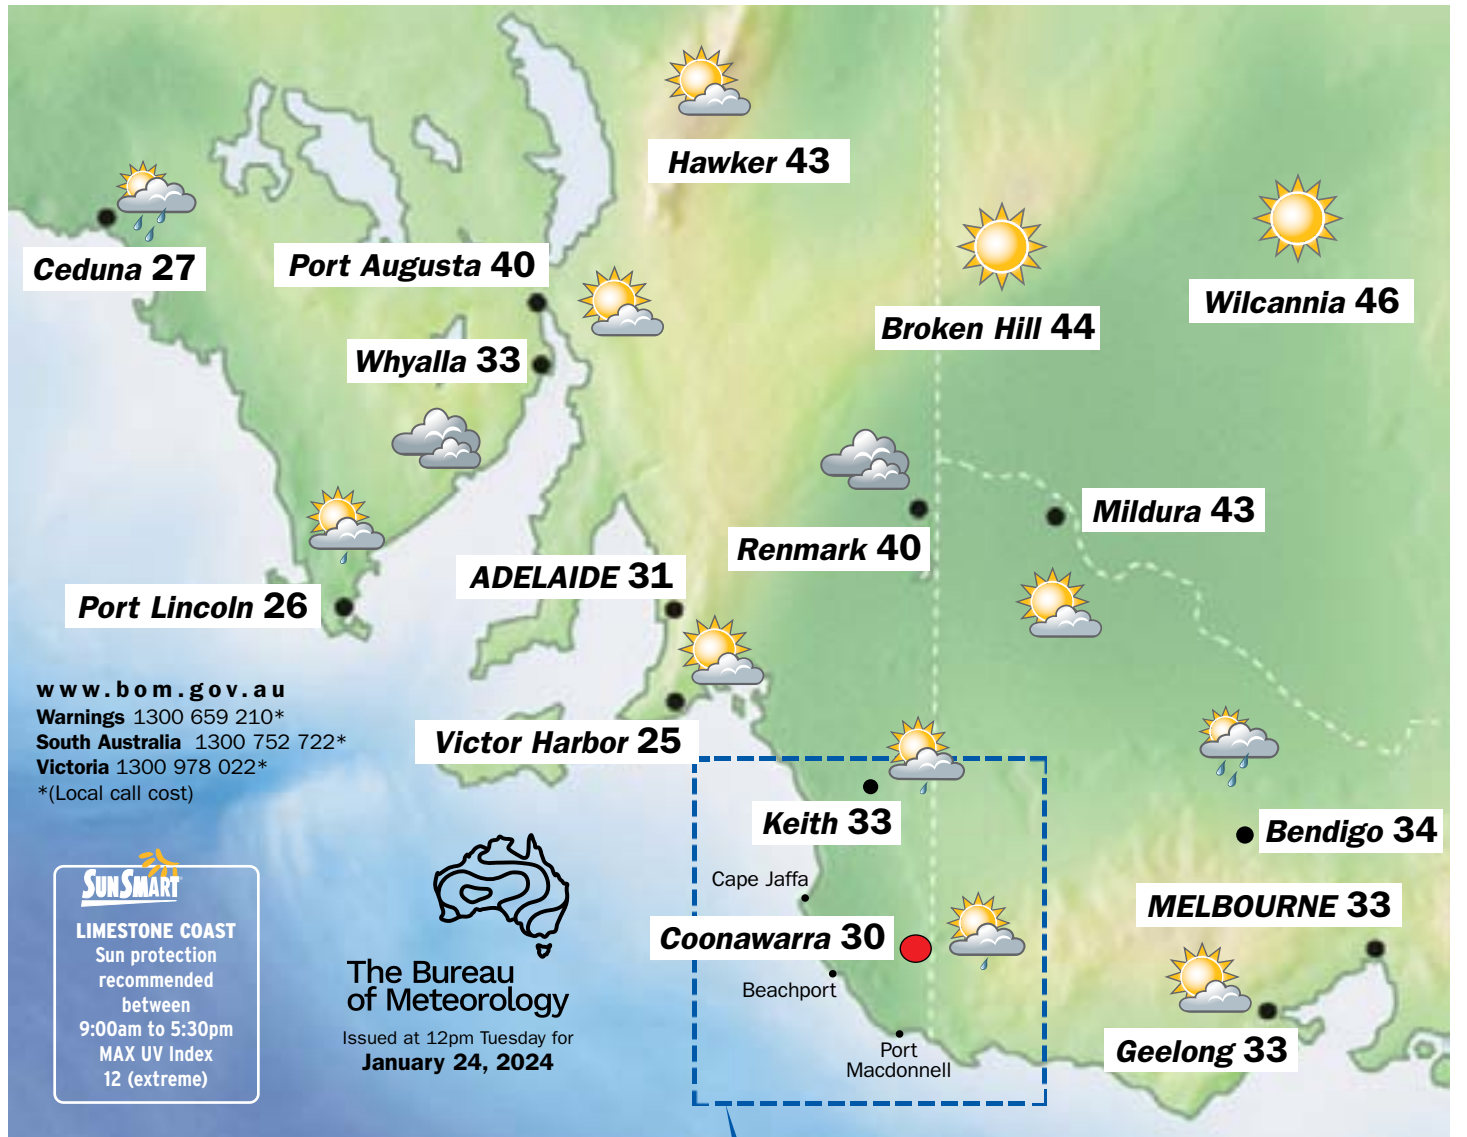 Hawker 43
Ceduna 27
Port Augusta 40
Wilcannia 46
Broken Hill 44
Whyalla 33
Mildura 43
Renmark 40
ADELAIDE 31
Port Lincoln 26
www.bom.gov.au
Warnings 1300 659 210*
South Australia 1300 752 722*
Victoria 1300 978 022*
*(Local call cost)
Victor Harbor 25
Keith 33
Bendigo 34
Cape Jaffa
MELBOURNE 33
Coonawarra 30
Beachport
Port
Macdonnell
Geelong 33
SUNSMART
LIMESTONE COAST
Sun protection
recommended
between
9:00am to 5:30pm
MAX UV Index
12 (extreme)
The Bureau
of Meteorology
Issued at 12pm Tuesday for
January 24, 2024